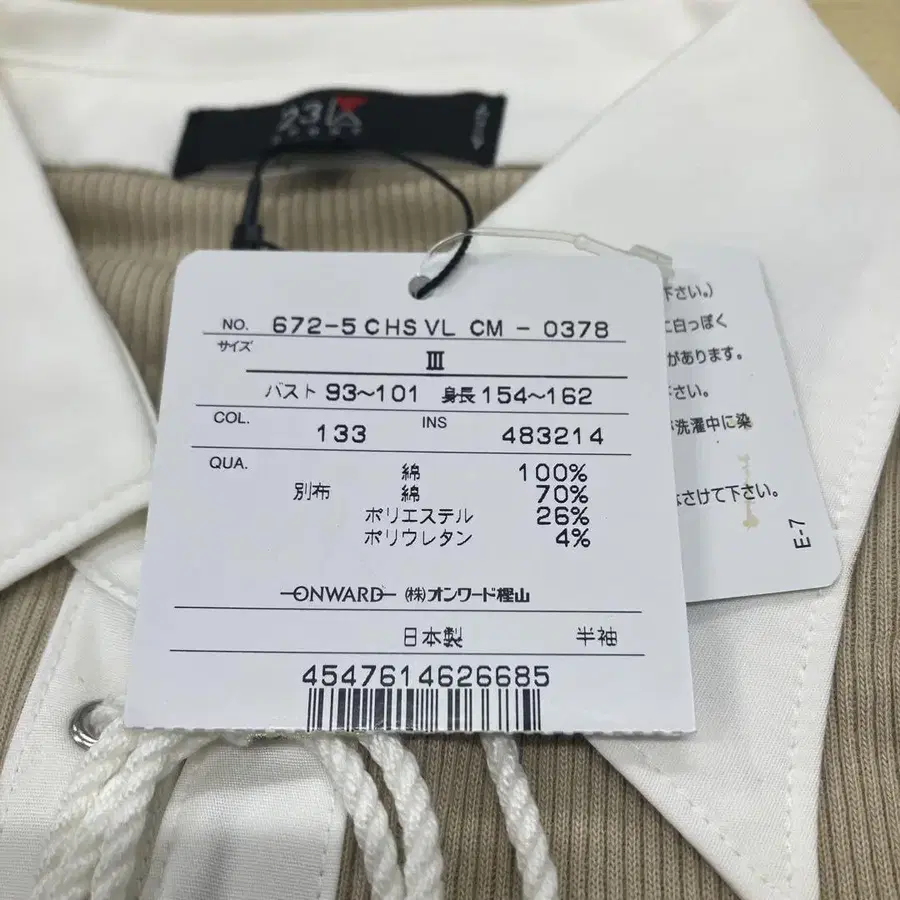 23区
SPORT
NO. 672-5 CHS VL CM - 0378
サイズ
III
バスト 93~101 身長 154~162
COL. 133 INS 483214
QUA. 綿 100%
別布 綿 70%
ポリエステル 26%
ポリウレタン 4%
ONWARD (株)オンワード樫山
日本製 半袖
4547614626685
下さい。)
に白っぽく
があります。
さい。
洗濯中に染
なさけて下さい。
E-7